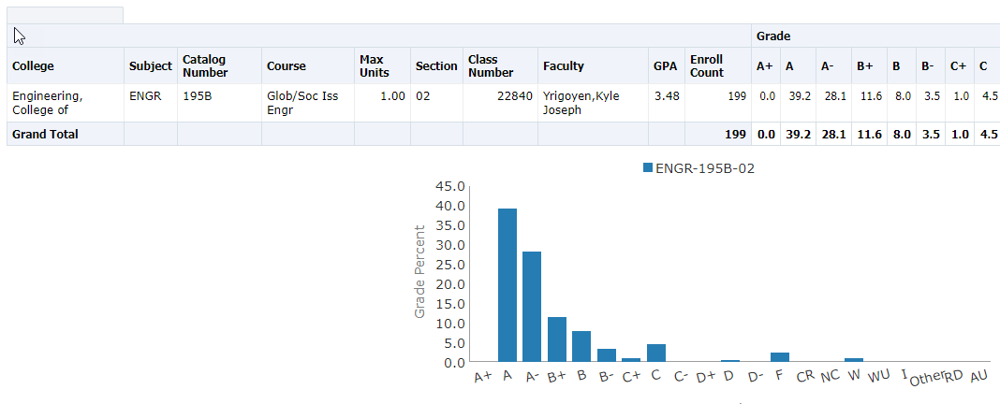 Grade
College Subject Catalog Number Course Max Units Section Class Number Faculty GPA Enroll Count A+ A A- B+ B B- C+ C
Engineering, College of ENGR 195B Glob/Soc Iss Engr 1.00 02 22840 Yrigoyen,Kyle Joseph 3.48 199 0.0 39.2 28.1 11.6 8.0 3.5 1.0 4.5
Grand Total 199 0.0 39.2 28.1 11.6 8.0 3.5 1.0 4.5
ENGR-195B-02
Grade Percent
45.0
40.0
35.0
30.0
25.0
20.0
15.0
10.0
5.0
0.0
A+ A A- B+ B B- C+ C C- D+ D D- F CR NC W WU I Other RD AU